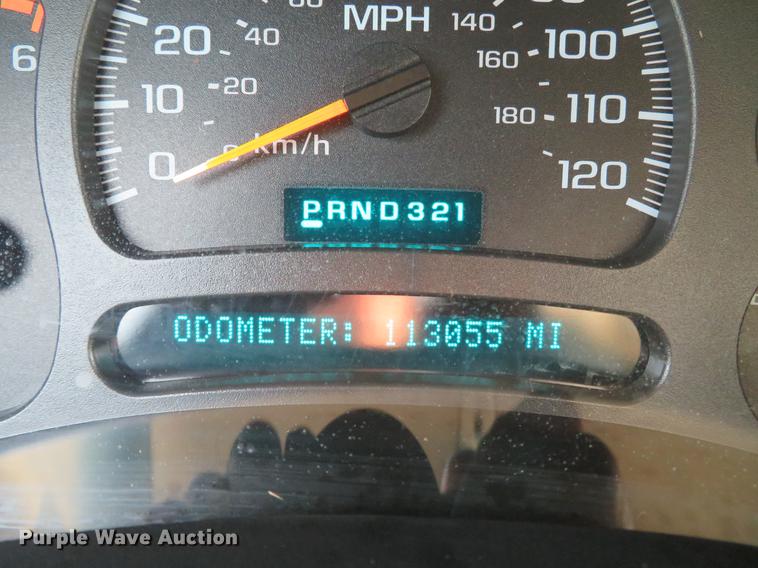 MPH 140
20 40 160 100
6
10 20 180 110
0 km/h 120
PRND321
ODOMETER: 113055 MI
Purple Wave Auction